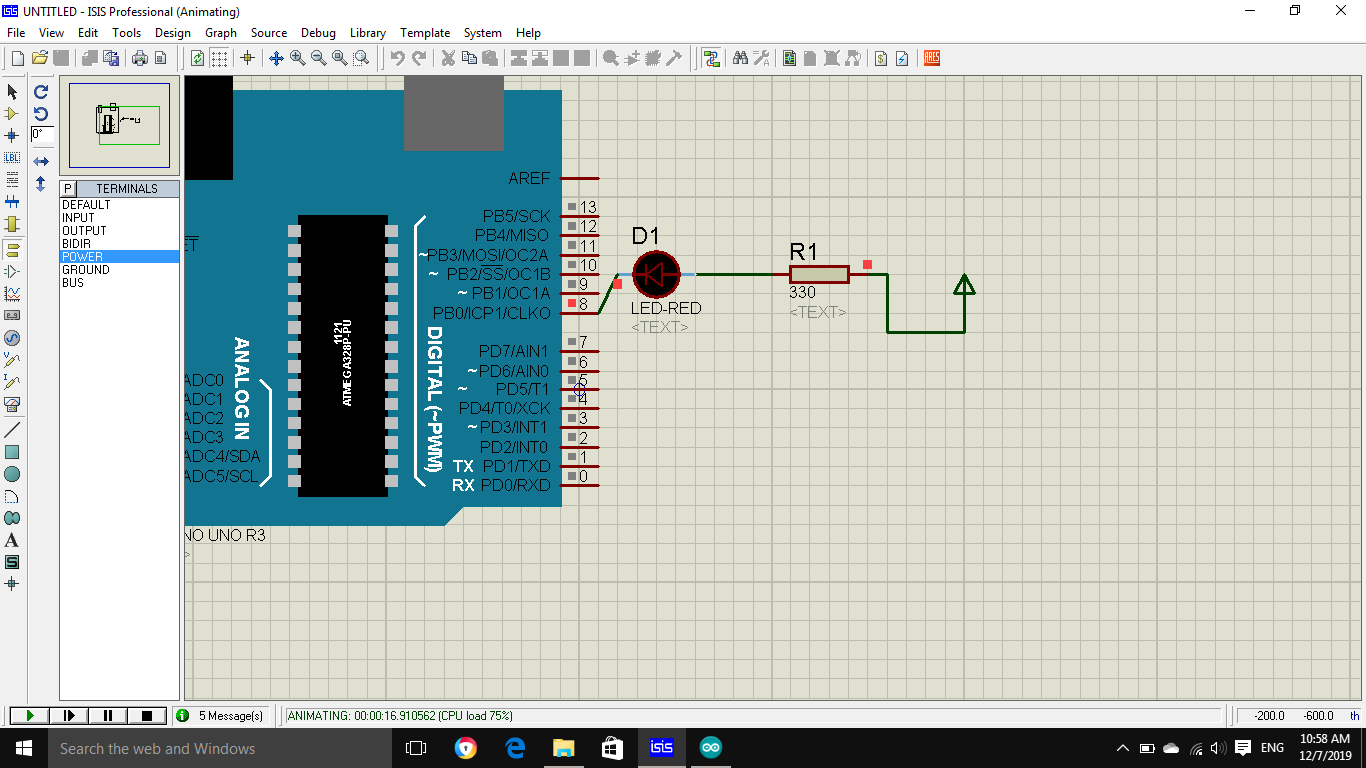 UNTITLED - ISIS Professional (Animating)
File View Edit Tools Design Graph Source Debug Library Template System Help
LBL
0°
P TERMINALS
DEFAULT
INPUT
OUTPUT
BIDIR
POWER
GROUND
BUS
A
S
ARES
AREF
PB5/SCK 13
PB4/MISO 12
~PB3/MOSI/OC2A 11
~ PB2/SS/OC1B 10
~ PB1/OC1A 9
PB0/ICP1/CLKO 8
PD7/AIN1 7
~PD6/AIN0 6
~ PD5/T1 5
PD4/T0/XCK 4
~PD3/INT1 3
PD2/INT0 2
TX PD1/TXD 1
RX PD0/RXD 0
DIGITAL (~PWM)
1121
ATMEGA328P-PU
ANALOG IN
ET
ADC0
ADC1
ADC2
ADC3
ADC4/SDA
ADC5/SCL
NO UNO R3
>
D1
LED-RED
<TEXT>
R1
330
<TEXT>
5 Message(s) ANIMATING: 00:00:16.910562 (CPU load 75%) -200.0 -600.0 th
Search the web and Windows
isis
ENG
10:58 AM
12/7/2019